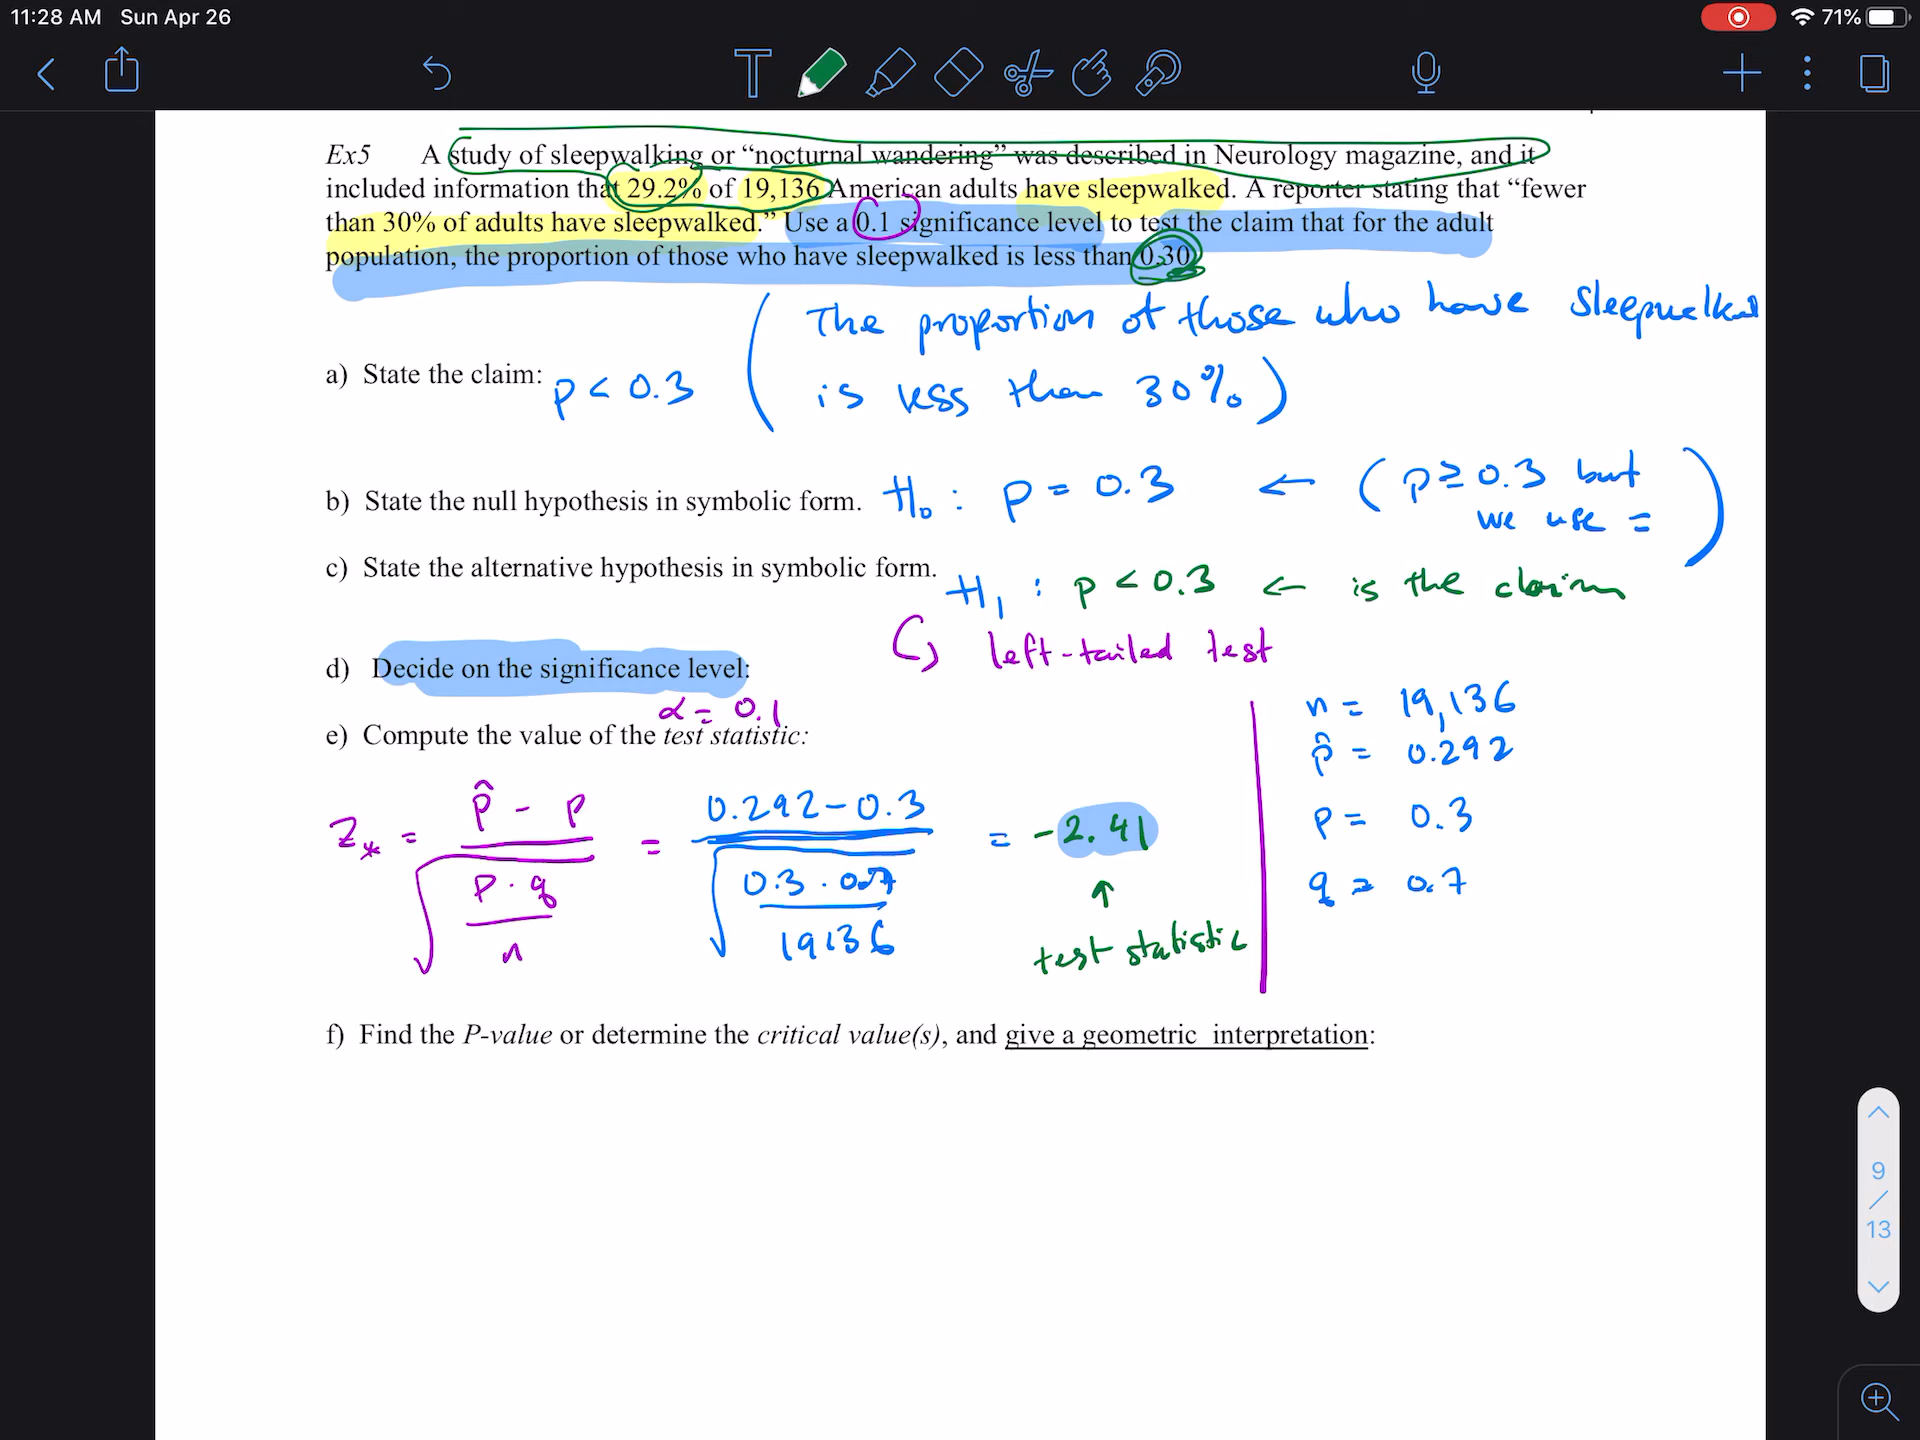 11:28 AM Sun Apr 26
71%
Ex5 A study of sleepwalking or “nocturnal wandering” was described in Neurology magazine, and it
included information that 29.2% of 19,136 American adults have sleepwalked. A reporter stating that “fewer
than 30% of adults have sleepwalked.” Use a 0.1 significance level to test the claim that for the adult
population, the proportion of those who have sleepwalked is less than 0.30
(The proportion of those who have sleepwalked
is less than 30%)
a) State the claim: p < 0.3
b) State the null hypothesis in symbolic form. H₀ : p = 0.3 ← (p ≥ 0.3 but
we use =)
c) State the alternative hypothesis in symbolic form. H₁ : p < 0.3 ← is the claim
↳ left-tailed test
d) Decide on the significance level:
α = 0.1
e) Compute the value of the test statistic:
n = 19,136
p̂ = 0.292
p = 0.3
q = 0.7
z* = p̂ - p / √(p · q / n) = 0.292 - 0.3 / √(0.3 · 0.7 / 19136) = -2.41
↑
test statistic
f) Find the P-value or determine the critical value(s), and give a geometric interpretation:
9
/
13